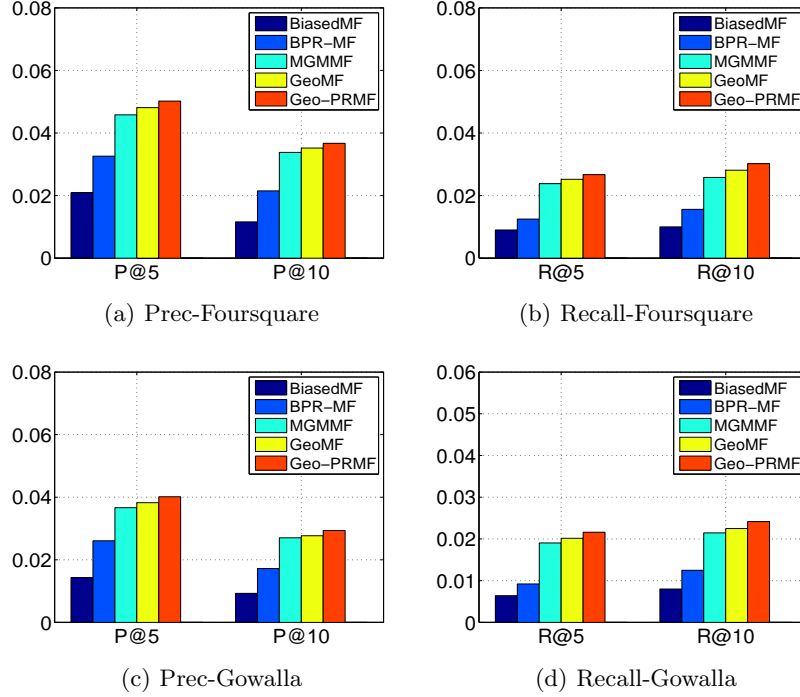 0.08
0.06
0.04
0.02
0
BiasedMF
BPR−MF
MGMMF
GeoMF
Geo−PRMF
P@5 P@10
(a) Prec-Foursquare
0.08
0.06
0.04
0.02
0
BiasedMF
BPR−MF
MGMMF
GeoMF
Geo−PRMF
R@5 R@10
(b) Recall-Foursquare
0.08
0.06
0.04
0.02
0
BiasedMF
BPR−MF
MGMMF
GeoMF
Geo−PRMF
P@5 P@10
(c) Prec-Gowalla
0.06
0.05
0.04
0.03
0.02
0.01
0
BiasedMF
BPR−MF
MGMMF
GeoMF
Geo−PRMF
R@5 R@10
(d) Recall-Gowalla